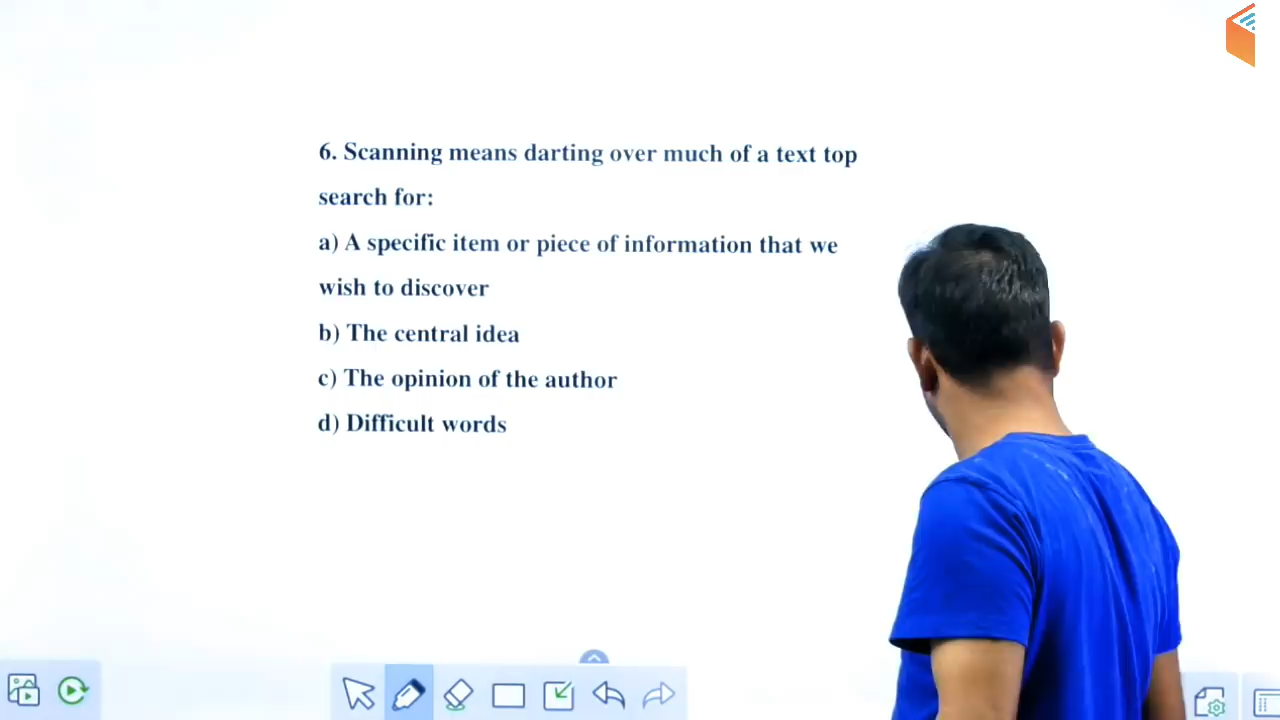 6. Scanning means darting over much of a text top
search for:
a) A specific item or piece of information that we
wish to discover
b) The central idea
c) The opinion of the author
d) Difficult words